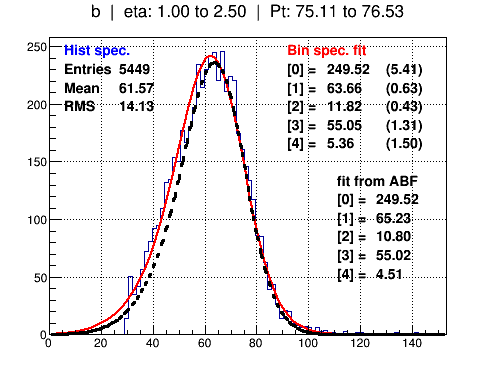 b | eta: 1.00 to 2.50 | Pt: 75.11 to 76.53
Hist spec.
Entries 5449
Mean 61.57
RMS 14.13
Bin spec. fit
[0] = 249.52 (5.41)
[1] = 63.66 (0.63)
[2] = 11.82 (0.43)
[3] = 55.05 (1.31)
[4] = 5.36 (1.50)
fit from ABF
[0] = 249.52
[1] = 65.23
[2] = 10.80
[3] = 55.02
[4] = 4.51
250
200
150
100
50
0
0 20 40 60 80 100 120 140